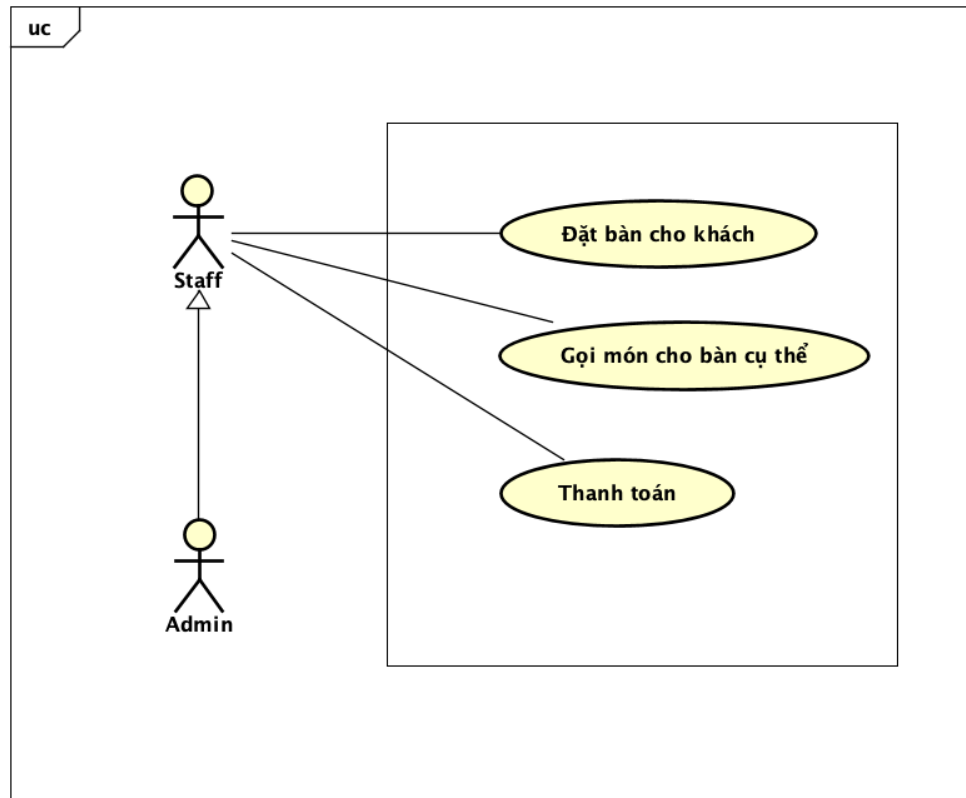 uc
Đặt bàn cho khách
Staff
Gọi món cho bàn cụ thể
Thanh toán
Admin